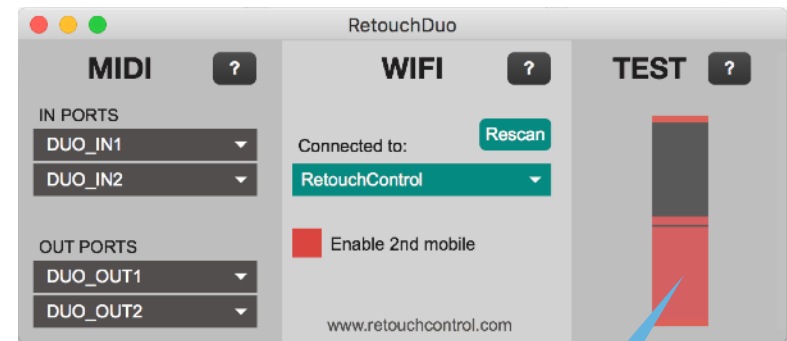 RetouchDuo
MIDI ?
IN PORTS
DUO_IN1
DUO_IN2
OUT PORTS
DUO_OUT1
DUO_OUT2
WIFI ?
Rescan
Connected to:
RetouchControl
Enable 2nd mobile
www.retouchcontrol.com
TEST ?